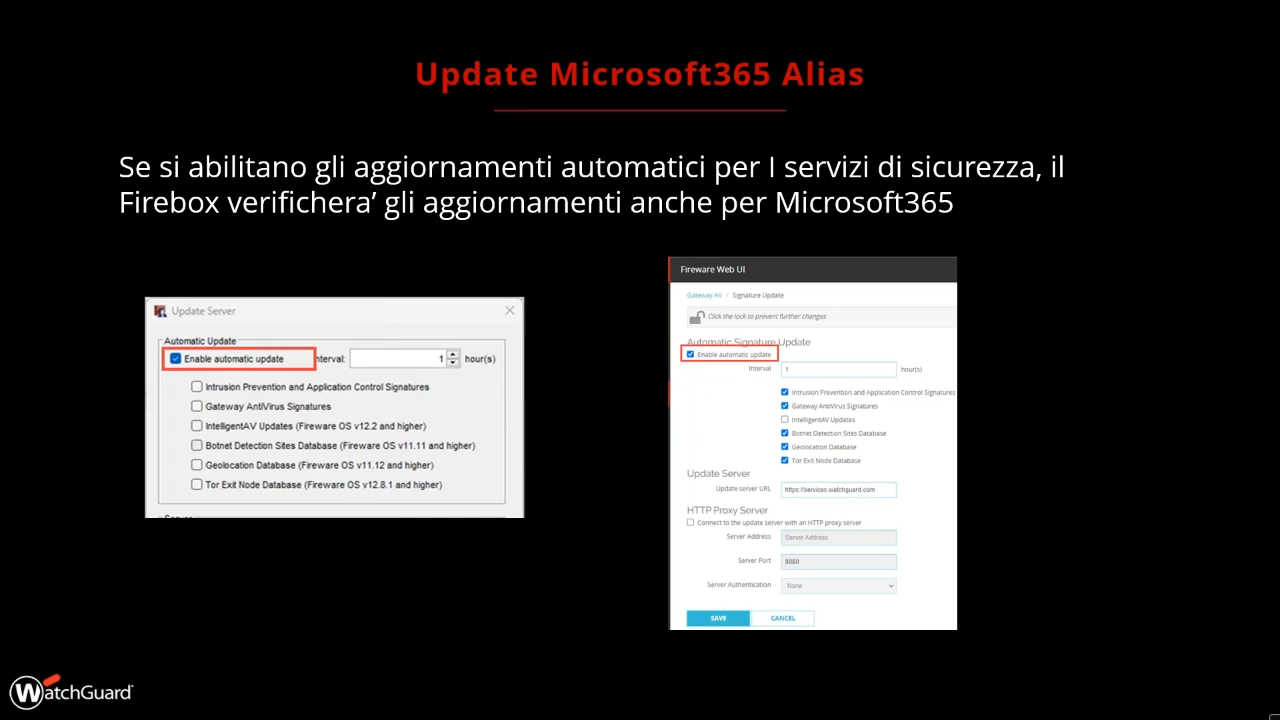 Update Microsoft365 Alias
Se si abilitano gli aggiornamenti automatici per I servizi di sicurezza, il
Firebox verifichera’ gli aggiornamenti anche per Microsoft365
Update Server
Automatic Update
Enable automatic update
nterval:
1
hour(s)
Intrusion Prevention and Application Control Signatures
Gateway AntiVirus Signatures
IntelligentAV Updates (Fireware OS v12.2 and higher)
Botnet Detection Sites Database (Fireware OS v11.11 and higher)
Geolocation Database (Fireware OS v11.12 and higher)
Tor Exit Node Database (Fireware OS v12.8.1 and higher)
Fireware Web UI
Gateway AV / Signature Update
Click the lock to prevent further changes
Automatic Signature Update
Enable automatic update
Interval 1 hour(s)
Intrusion Prevention and Application Control Signatures
Gateway AntiVirus Signatures
IntelligentAV Updates
Botnet Detection Sites Database
Geolocation Database
Tor Exit Node Database
Update Server
Update server URL https://services.watchguard.com
HTTP Proxy Server
Connect to the update server with an HTTP proxy server
Server Address Server Address
Server Port 8080
Server Authentication None
SAVE CANCEL
WatchGuard